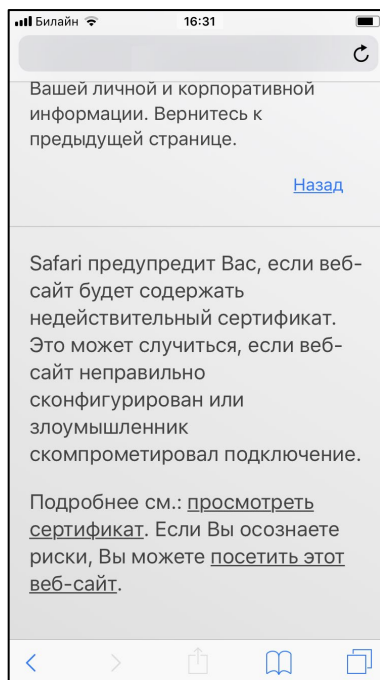 Билайн 16:31
Вашей личной и корпоративной
информации. Вернитесь к
предыдущей странице.
Назад
Safari предупредит Вас, если веб-
сайт будет содержать
недействительный сертификат.
Это может случиться, если веб-
сайт неправильно
сконфигурирован или
злоумышленник
скомпрометировал подключение.
Подробнее см.: просмотреть
сертификат. Если Вы осознаете
риски, Вы можете посетить этот
веб-сайт.